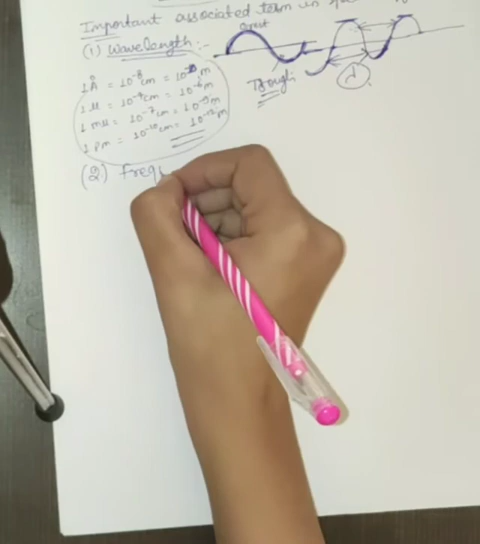 Important associated term in
(1) Wavelength:-
crest
Trough
λ
1 Å = 10⁻⁸cm = 10⁻¹⁰m
1 μ = 10⁻⁴cm = 10⁻⁶m
1 mμ = 10⁻⁷cm = 10⁻⁹m
1 Pm = 10⁻¹⁰cm = 10⁻¹²m
(2) Freq